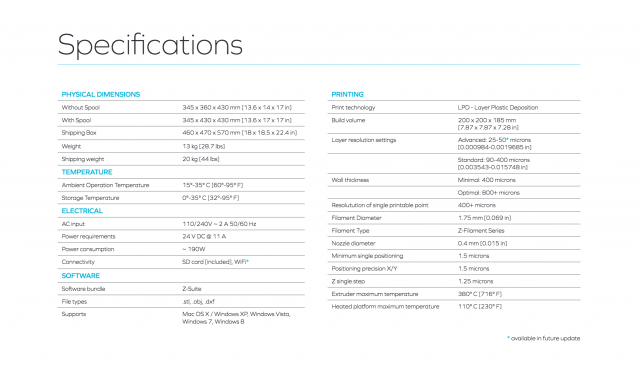 Specifications
PHYSICAL DIMENSIONS
Without Spool 345 x 360 x 430 mm [13.6 x 14 x 17 in]
With Spool 345 x 430 x 430 mm [13.6 x 17 x 17 in]
Shipping Box 460 x 470 x 570 mm [18 x 18.5 x 22.4 in]
Weight 13 kg [28.7 lbs]
Shipping weight 20 kg [44 lbs]
TEMPERATURE
Ambient Operation Temperature 15°-35° C [60°-95° F]
Storage Temperature 0°-35° C [32°-95° F]
ELECTRICAL
AC input 110/240V ~ 2 A 50/60 Hz
Power requirements 24 V DC @ 11 A
Power consumption ~ 190W
Connectivity SD card [included], WiFi*
SOFTWARE
Software bundle Z-Suite
File types .stl, .obj, .dxf
Supports Mac OS X / Windows XP, Windows Vista,
Windows 7, Windows 8
PRINTING
Print technology LPD - Layer Plastic Deposition
Build volume 200 x 200 x 185 mm
[7.87 x 7.87 x 7.28 in]
Layer resolution settings Advanced: 25-50* microns
[0.000984-0.0019685 in]
Standard: 90-400 microns
[0.003543-0.015748 in]
Wall thickness Minimal: 400 microns
Optimal: 800+ microns
Resolution of single printable point 400+ microns
Filament Diameter 1.75 mm [0.069 in]
Filament Type Z-Filament Series
Nozzle diameter 0.4 mm [0.015 in]
Minimum single positioning 1.5 microns
Positioning precision X/Y 1.5 microns
Z single step 1.25 microns
Extruder maximum temperature 380° C [716° F]
Heated platform maximum temperature 110° C [230° F]
* available in future update